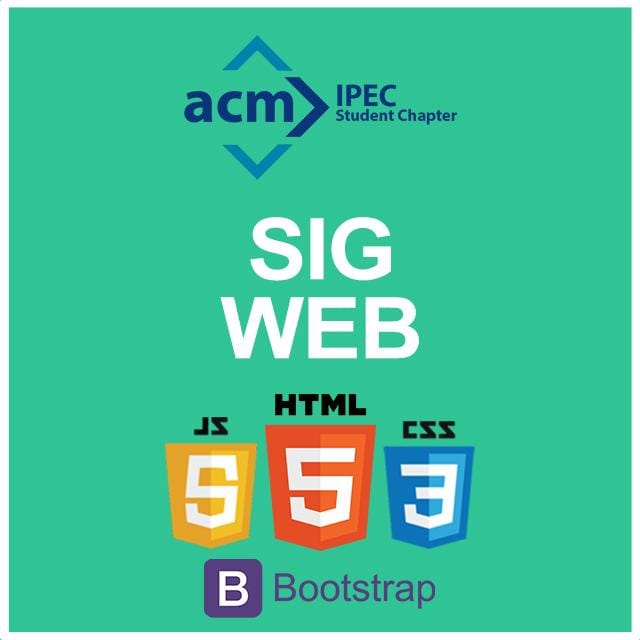 acm
IPEC
Student Chapter
SIG
WEB
JS
HTML
CSS
5
5
3
B
Bootstrap